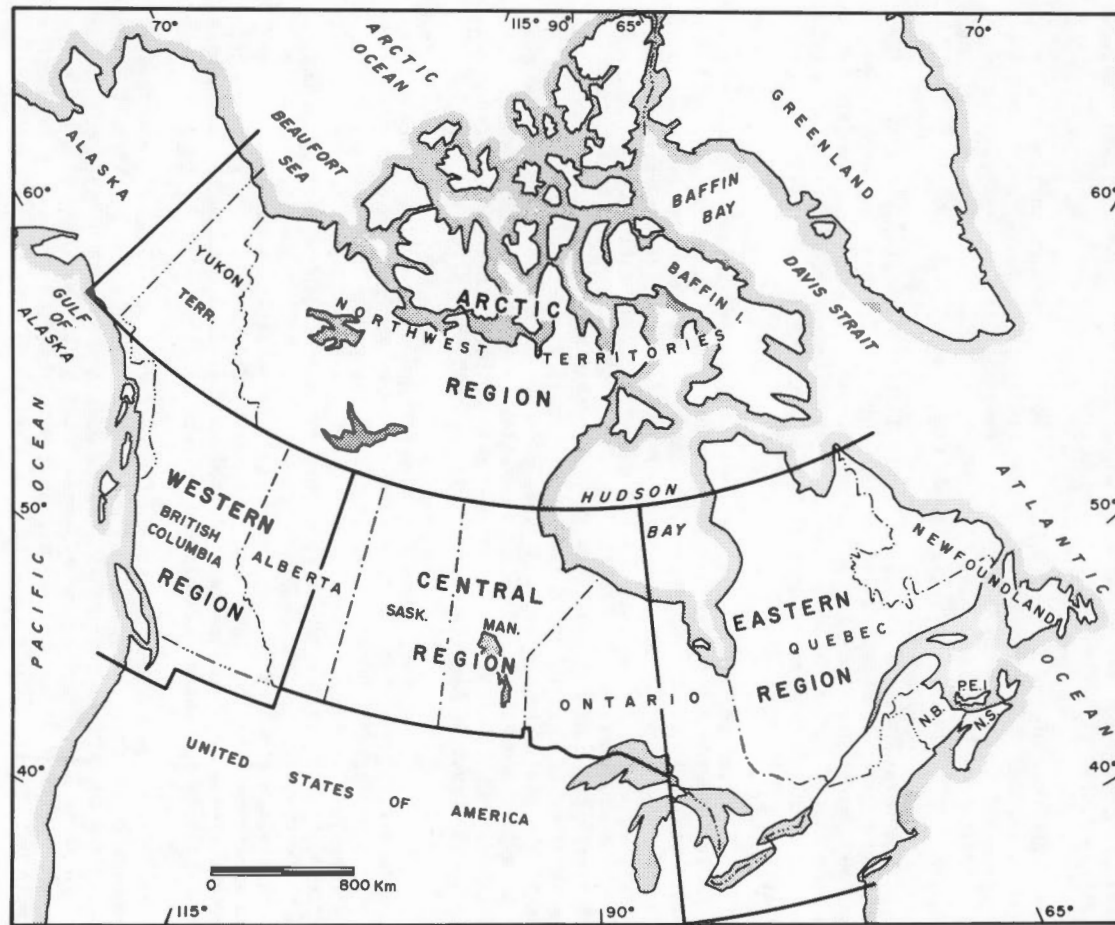 70°
115° 90° 65°
70°
ARCTIC
OCEAN
GREENLAND
ALASKA
BEAUFORT
SEA
60°
60°
BAFFIN
BAY
YUKON
TERR.
BAFFIN I.
DAVIS STRAIT
GULF
OF
ALASKA
ARCTIC
NORTHWEST TERRITORIES
REGION
PACIFIC OCEAN
ATLANTIC
OCEAN
50°
50°
HUDSON
BAY
WESTERN
BRITISH
COLUMBIA
REGION
ALBERTA
CENTRAL
SASK. MAN.
REGION
NEWFOUNDLAND
EASTERN
QUEBEC
REGION
ONTARIO
P.E.I.
N.B.
N.S.
40°
40°
UNITED STATES OF AMERICA
0 800 Km
115°
90°
65°